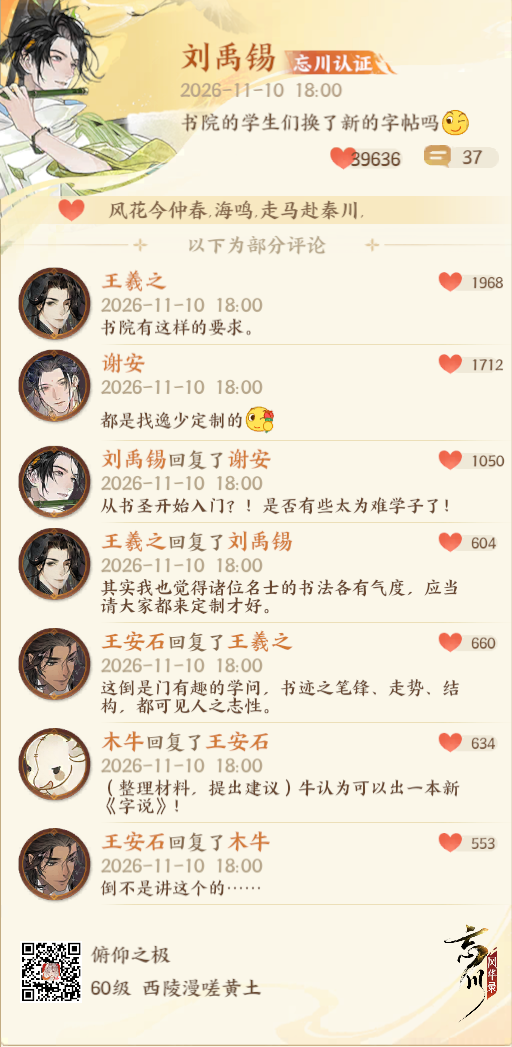 刘禹锡 忘川认证
2026-11-10 18:00
书院的学生们换了新的字帖吗
39636 37
风花今仲春,海鸣,走马赴秦川,
以下为部分评论
王羲之 1968
2026-11-10 18:00
书院有这样的要求。
谢安 1712
2026-11-10 18:00
都是找逸少定制的
刘禹锡回复了谢安 1050
2026-11-10 18:00
从书圣开始入门?!是否有些太为难学子了!
王羲之回复了刘禹锡 604
2026-11-10 18:00
其实我也觉得诸位名士的书法各有气度,应当
请大家都来定制才好。
王安石回复了王羲之 660
2026-11-10 18:00
这倒是门有趣的学问,书迹之笔锋、走势、结
构,都可见人之志性。
木牛回复了王安石 634
2026-11-10 18:00
(整理材料,提出建议)牛认为可以出一本新
《字说》!
王安石回复了木牛 553
2026-11-10 18:00
倒不是讲这个的……
俯仰之极
60级 西陵漫嗟黄土
忘川
风华录